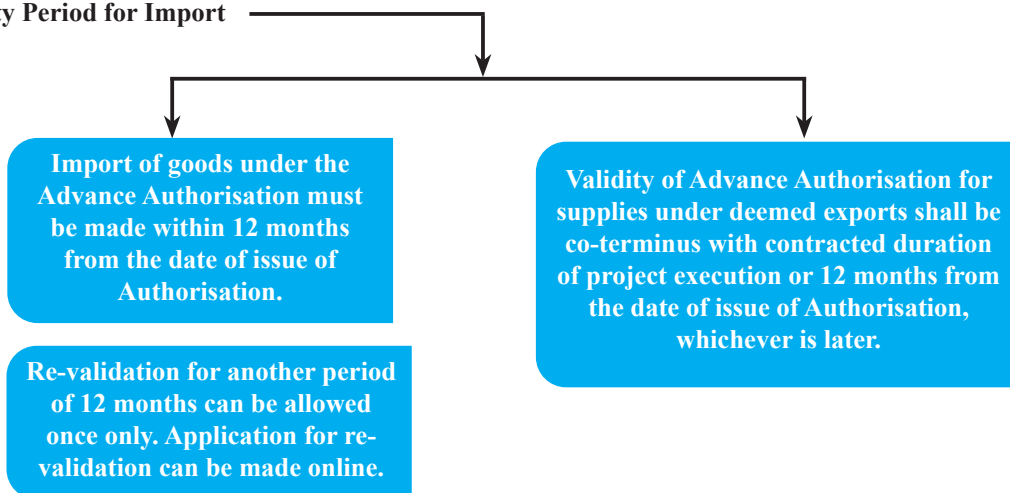 ty Period for Import
Import of goods under the
Advance Authorisation must
be made within 12 months
from the date of issue of
Authorisation.
Validity of Advance Authorisation for
supplies under deemed exports shall be
co-terminus with contracted duration
of project execution or 12 months from
the date of issue of Authorisation,
whichever is later.
Re-validation for another period
of 12 months can be allowed
once only. Application for re-
validation can be made online.